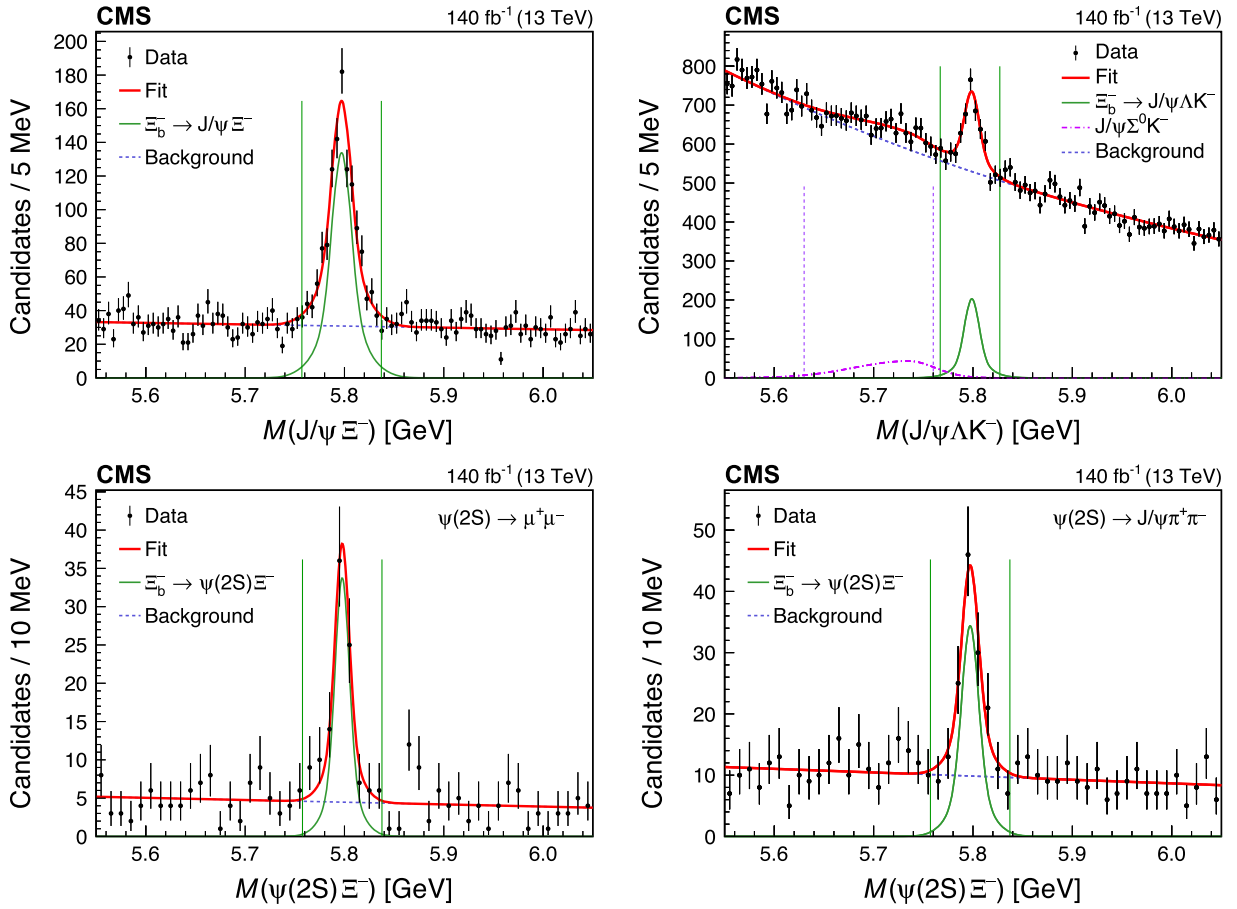 CMS 140 fb⁻¹ (13 TeV)
Candidates / 5 MeV
200
180
160
140
120
100
80
60
40
20
0
Data
Fit
Ξb⁻ → J/ψ Ξ⁻
Background
5.6 5.7 5.8 5.9 6.0
M(J/ψ Ξ⁻) [GeV]
CMS 140 fb⁻¹ (13 TeV)
Candidates / 5 MeV
800
700
600
500
400
300
200
100
0
Data
Fit
Ξb⁻ → J/ψΛK⁻
J/ψΣ⁰K⁻
Background
5.6 5.7 5.8 5.9 6.0
M(J/ψΛK⁻) [GeV]
CMS 140 fb⁻¹ (13 TeV)
Candidates / 10 MeV
45
40
35
30
25
20
15
10
5
0
Data
Fit
Ξb⁻ → ψ(2S)Ξ⁻
Background
ψ(2S) → μ⁺μ⁻
5.6 5.7 5.8 5.9 6.0
M(ψ(2S)Ξ⁻) [GeV]
CMS 140 fb⁻¹ (13 TeV)
Candidates / 10 MeV
50
40
30
20
10
0
Data
Fit
Ξb⁻ → ψ(2S)Ξ⁻
Background
ψ(2S) → J/ψπ⁺π⁻
5.6 5.7 5.8 5.9 6.0
M(ψ(2S)Ξ⁻) [GeV]